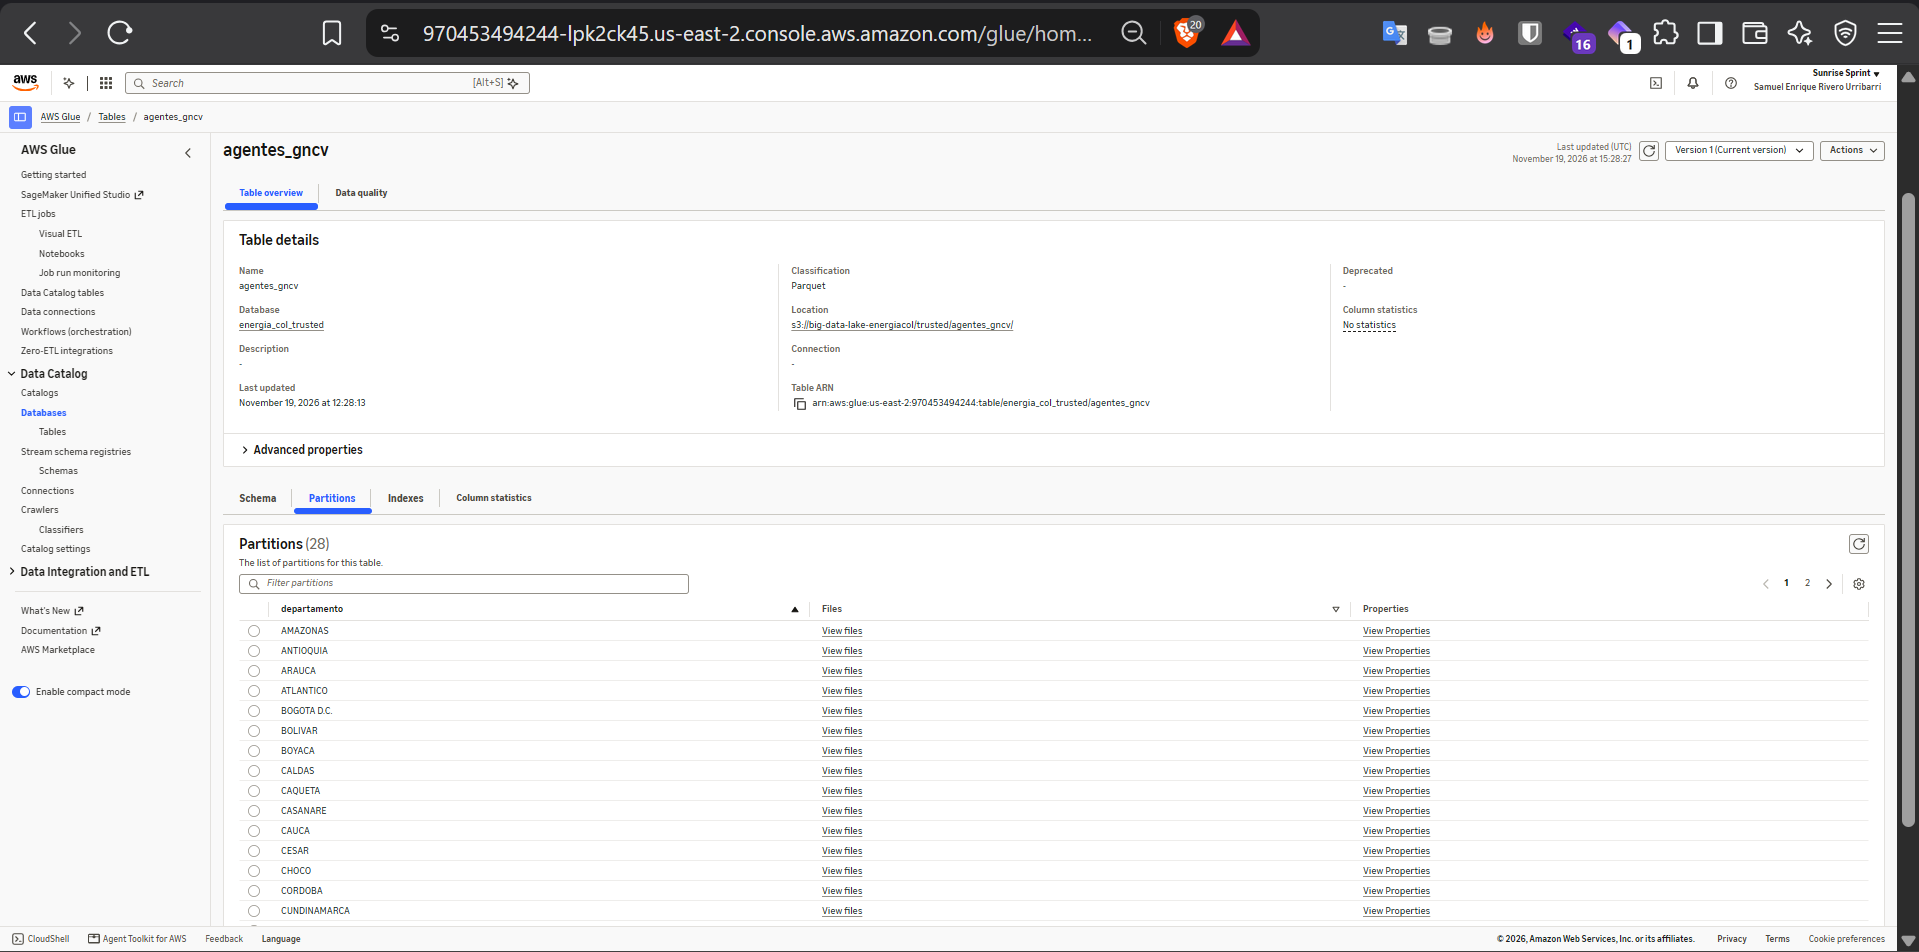 970453494244-lpk2ck45.us-east-2.console.aws.amazon.com/glue/hom...
20
16
1
aws
Search
[Alt+S]
Sunrise Sprint
Samuel Enrique Rivero Urribarri
AWS Glue / Tables / agentes_gncv
AWS Glue
Getting started
SageMaker Unified Studio
ETL jobs
Visual ETL
Notebooks
Job run monitoring
Data Catalog tables
Data connections
Workflows (orchestration)
Zero-ETL integrations
Data Catalog
Catalogs
Databases
Tables
Stream schema registries
Schemas
Connections
Crawlers
Classifiers
Catalog settings
Data Integration and ETL
What's New
Documentation
AWS Marketplace
Enable compact mode
agentes_gncv
Last updated (UTC)
November 19, 2026 at 15:28:27
Version 1 (Current version)
Actions
Table overview
Data quality
Table details
Name
agentes_gncv
Database
energia_col_trusted
Description
-
Last updated
November 19, 2026 at 12:28:13
Classification
Parquet
Location
s3://big-data-lake-energiacol/trusted/agentes_gncv/
Connection
-
Table ARN
arn:aws:glue:us-east-2:970453494244:table/energia_col_trusted/agentes_gncv
Deprecated
-
Column statistics
No statistics
Advanced properties
Schema
Partitions
Indexes
Column statistics
Partitions (28)
The list of partitions for this table.
Filter partitions
1 2
departamento Files Properties
AMAZONAS View files View Properties
ANTIOQUIA View files View Properties
ARAUCA View files View Properties
ATLANTICO View files View Properties
BOGOTA D.C. View files View Properties
BOLIVAR View files View Properties
BOYACA View files View Properties
CALDAS View files View Properties
CAQUETA View files View Properties
CASANARE View files View Properties
CAUCA View files View Properties
CESAR View files View Properties
CHOCO View files View Properties
CORDOBA View files View Properties
CUNDINAMARCA View files View Properties
CloudShell
Agent Toolkit for AWS
Feedback
Language
© 2026, Amazon Web Services, Inc. or its affiliates.
Privacy
Terms
Cookie preferences